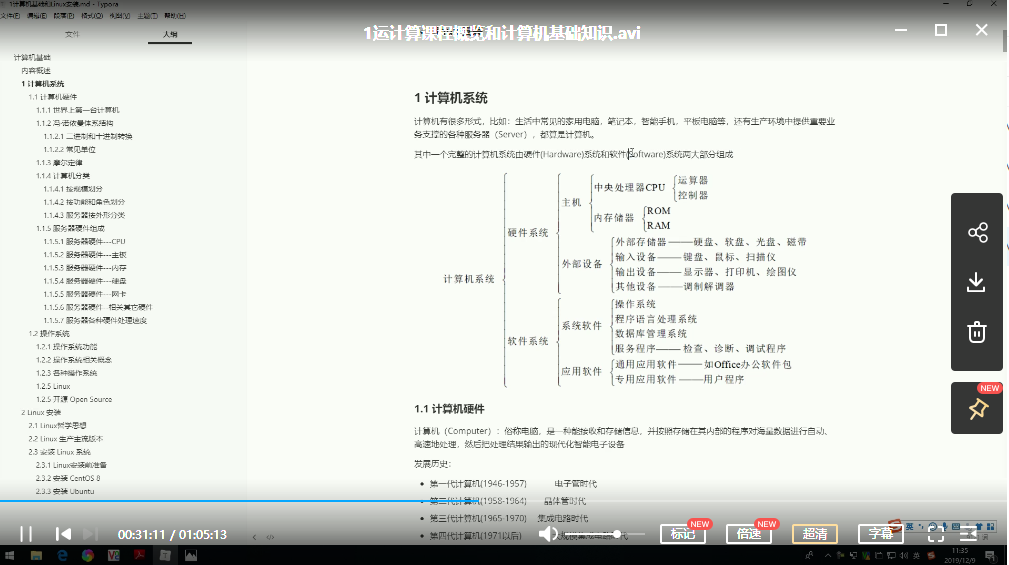 1计算机基础和Linux安装.md - Typora
文件(F) 编辑(E) 段落(P) 格式(O) 视图(V) 主题(T) 帮助(H)
1运计算课程概览和计算机基础知识.avi
文件 大纲
计算机基础
内容概述
1 计算机系统
1.1 计算机硬件
1.1.1 世界上第一台计算机
1.1.2 冯·诺依曼体系结构
1.1.2.1 二进制和十进制转换
1.1.2.2 常见单位
1.1.3 摩尔定律
1.1.4 计算机分类
1.1.4.1 按规模划分
1.1.4.2 按功能和角色划分
1.1.4.3 服务器按外形分类
1.1.5 服务器硬件组成
1.1.5.1 服务器硬件---CPU
1.1.5.2 服务器硬件---主板
1.1.5.3 服务器硬件---内存
1.1.5.4 服务器硬件---硬盘
1.1.5.5 服务器硬件---网卡
1.1.5.6 服务器硬件--相关其它硬件
1.1.5.7 服务器各种硬件处理速度
1.2 操作系统
1.2.1 操作系统功能
1.2.2 操作系统相关概念
1.2.3 各种操作系统
1.2.5 Linux
1.2.5 开源 Open Source
2 Linux 安装
2.1 Linux哲学思想
2.2 Linux 生产主流版本
2.3 安装 Linux 系统
2.3.1 Linux安装前准备
2.3.2 安装 CentOS 8
2.3.3 安装 Ubuntu
1 计算机系统
计算机有很多形式，比如：生活中常见的家用电脑，笔记本，智能手机，平板电脑等，还有生产环境中提供重要业
务支撑的各种服务器（Server），都算是计算机。
其中一个完整的计算机系统由硬件(Hardware)系统和软件(Software)系统两大部分组成
计算机系统
硬件系统
主机
中央处理器CPU
运算器
控制器
内存储器
ROM
RAM
外部设备
外部存储器——硬盘、软盘、光盘、磁带
输入设备——键盘、鼠标、扫描仪
输出设备——显示器、打印机、绘图仪
其他设备——调制解调器
软件系统
系统软件
操作系统
程序语言处理系统
数据库管理系统
服务程序——检查、诊断、调试程序
应用软件
通用应用软件——如Office办公软件包
专用应用软件——用户程序
1.1 计算机硬件
计算机（Computer）：俗称电脑，是一种能接收和存储信息，并按照存储在其内部的程序对海量数据进行自动、
高速地处理，然后把处理结果输出的现代化智能电子设备
发展历史：
第一代计算机(1946-1957) 电子管时代
第二代计算机(1958-1964) 晶体管时代
第三代计算机(1965-1970) 集成电路时代
第四代计算机(1971以后)
NEW
00:31:11 / 01:05:13
标记 NEW
倍速 NEW
超清
字幕
英
11:35
2019/12/9